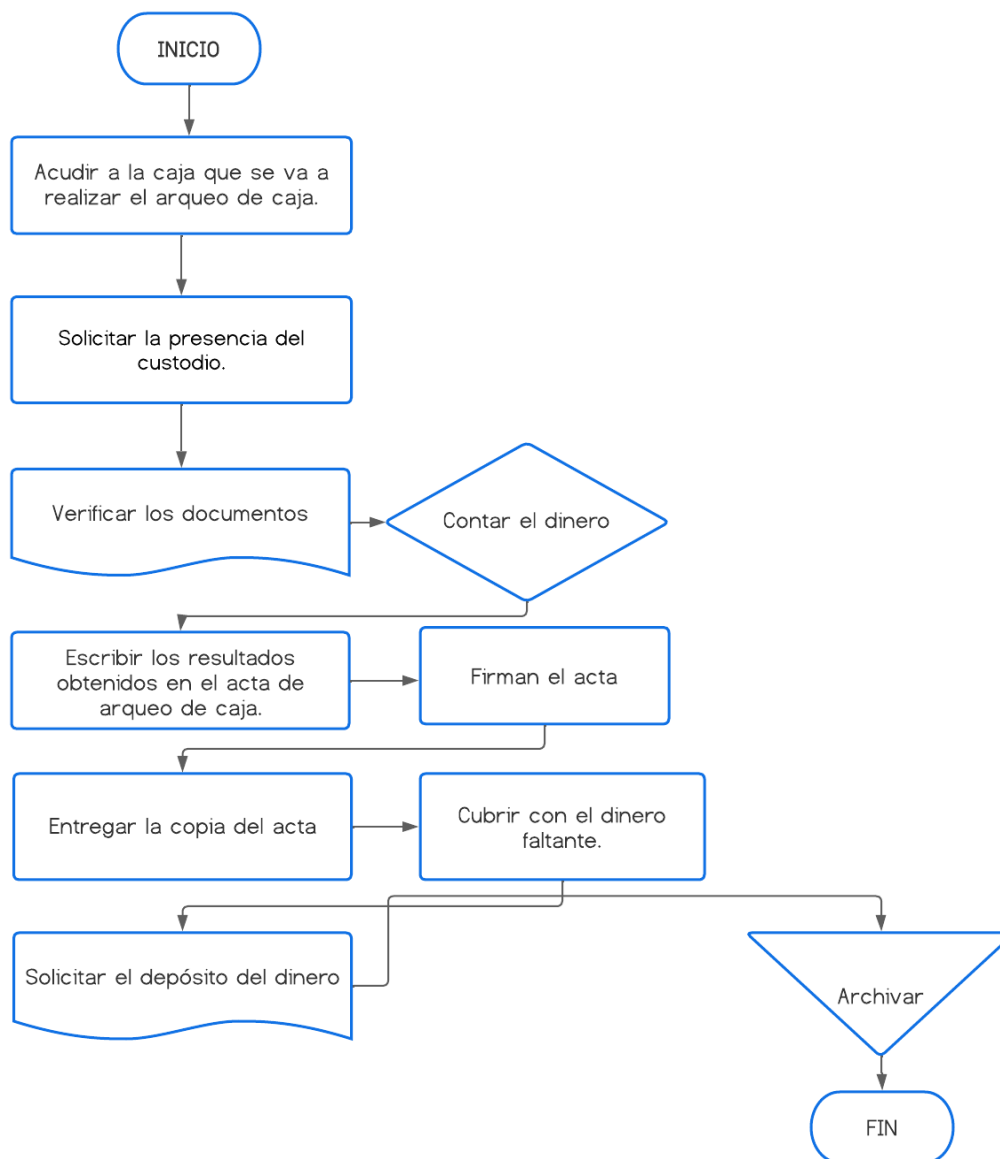 INICIO
Acudir a la caja que se va a
realizar el arqueo de caja.
Solicitar la presencia del
custodio.
Verificar los documentos
Contar el dinero
Escribir los resultados
obtenidos en el acta de
arqueo de caja.
Firman el acta
Entregar la copia del acta
Cubrir con el dinero
faltante.
Solicitar el depósito del dinero
Archivar
FIN